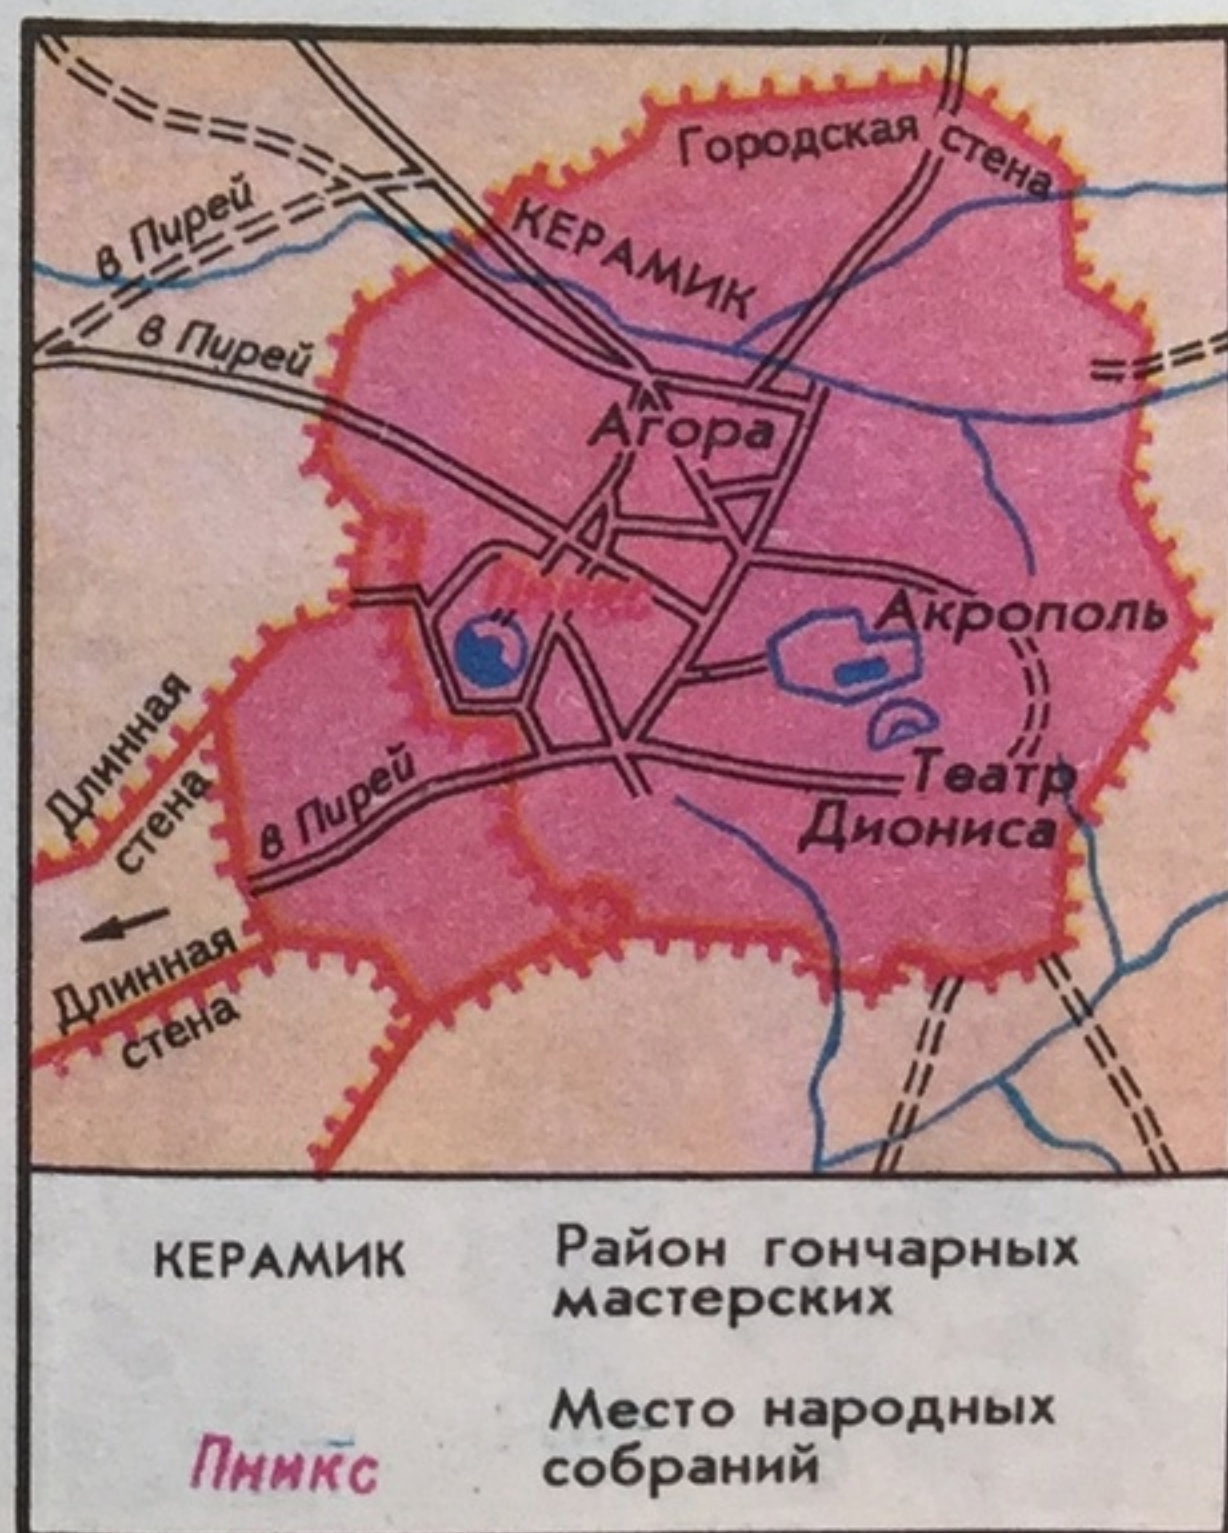 Городская стена
КЕРАМИК
в Пирей
в Пирей
Агора
Пникс
Акрополь
Длинная
стена
в Пирей
Театр
Диониса
Длинная
стена
КЕРАМИК
Район гончарных
мастерских
Пникс
Место народных
собраний